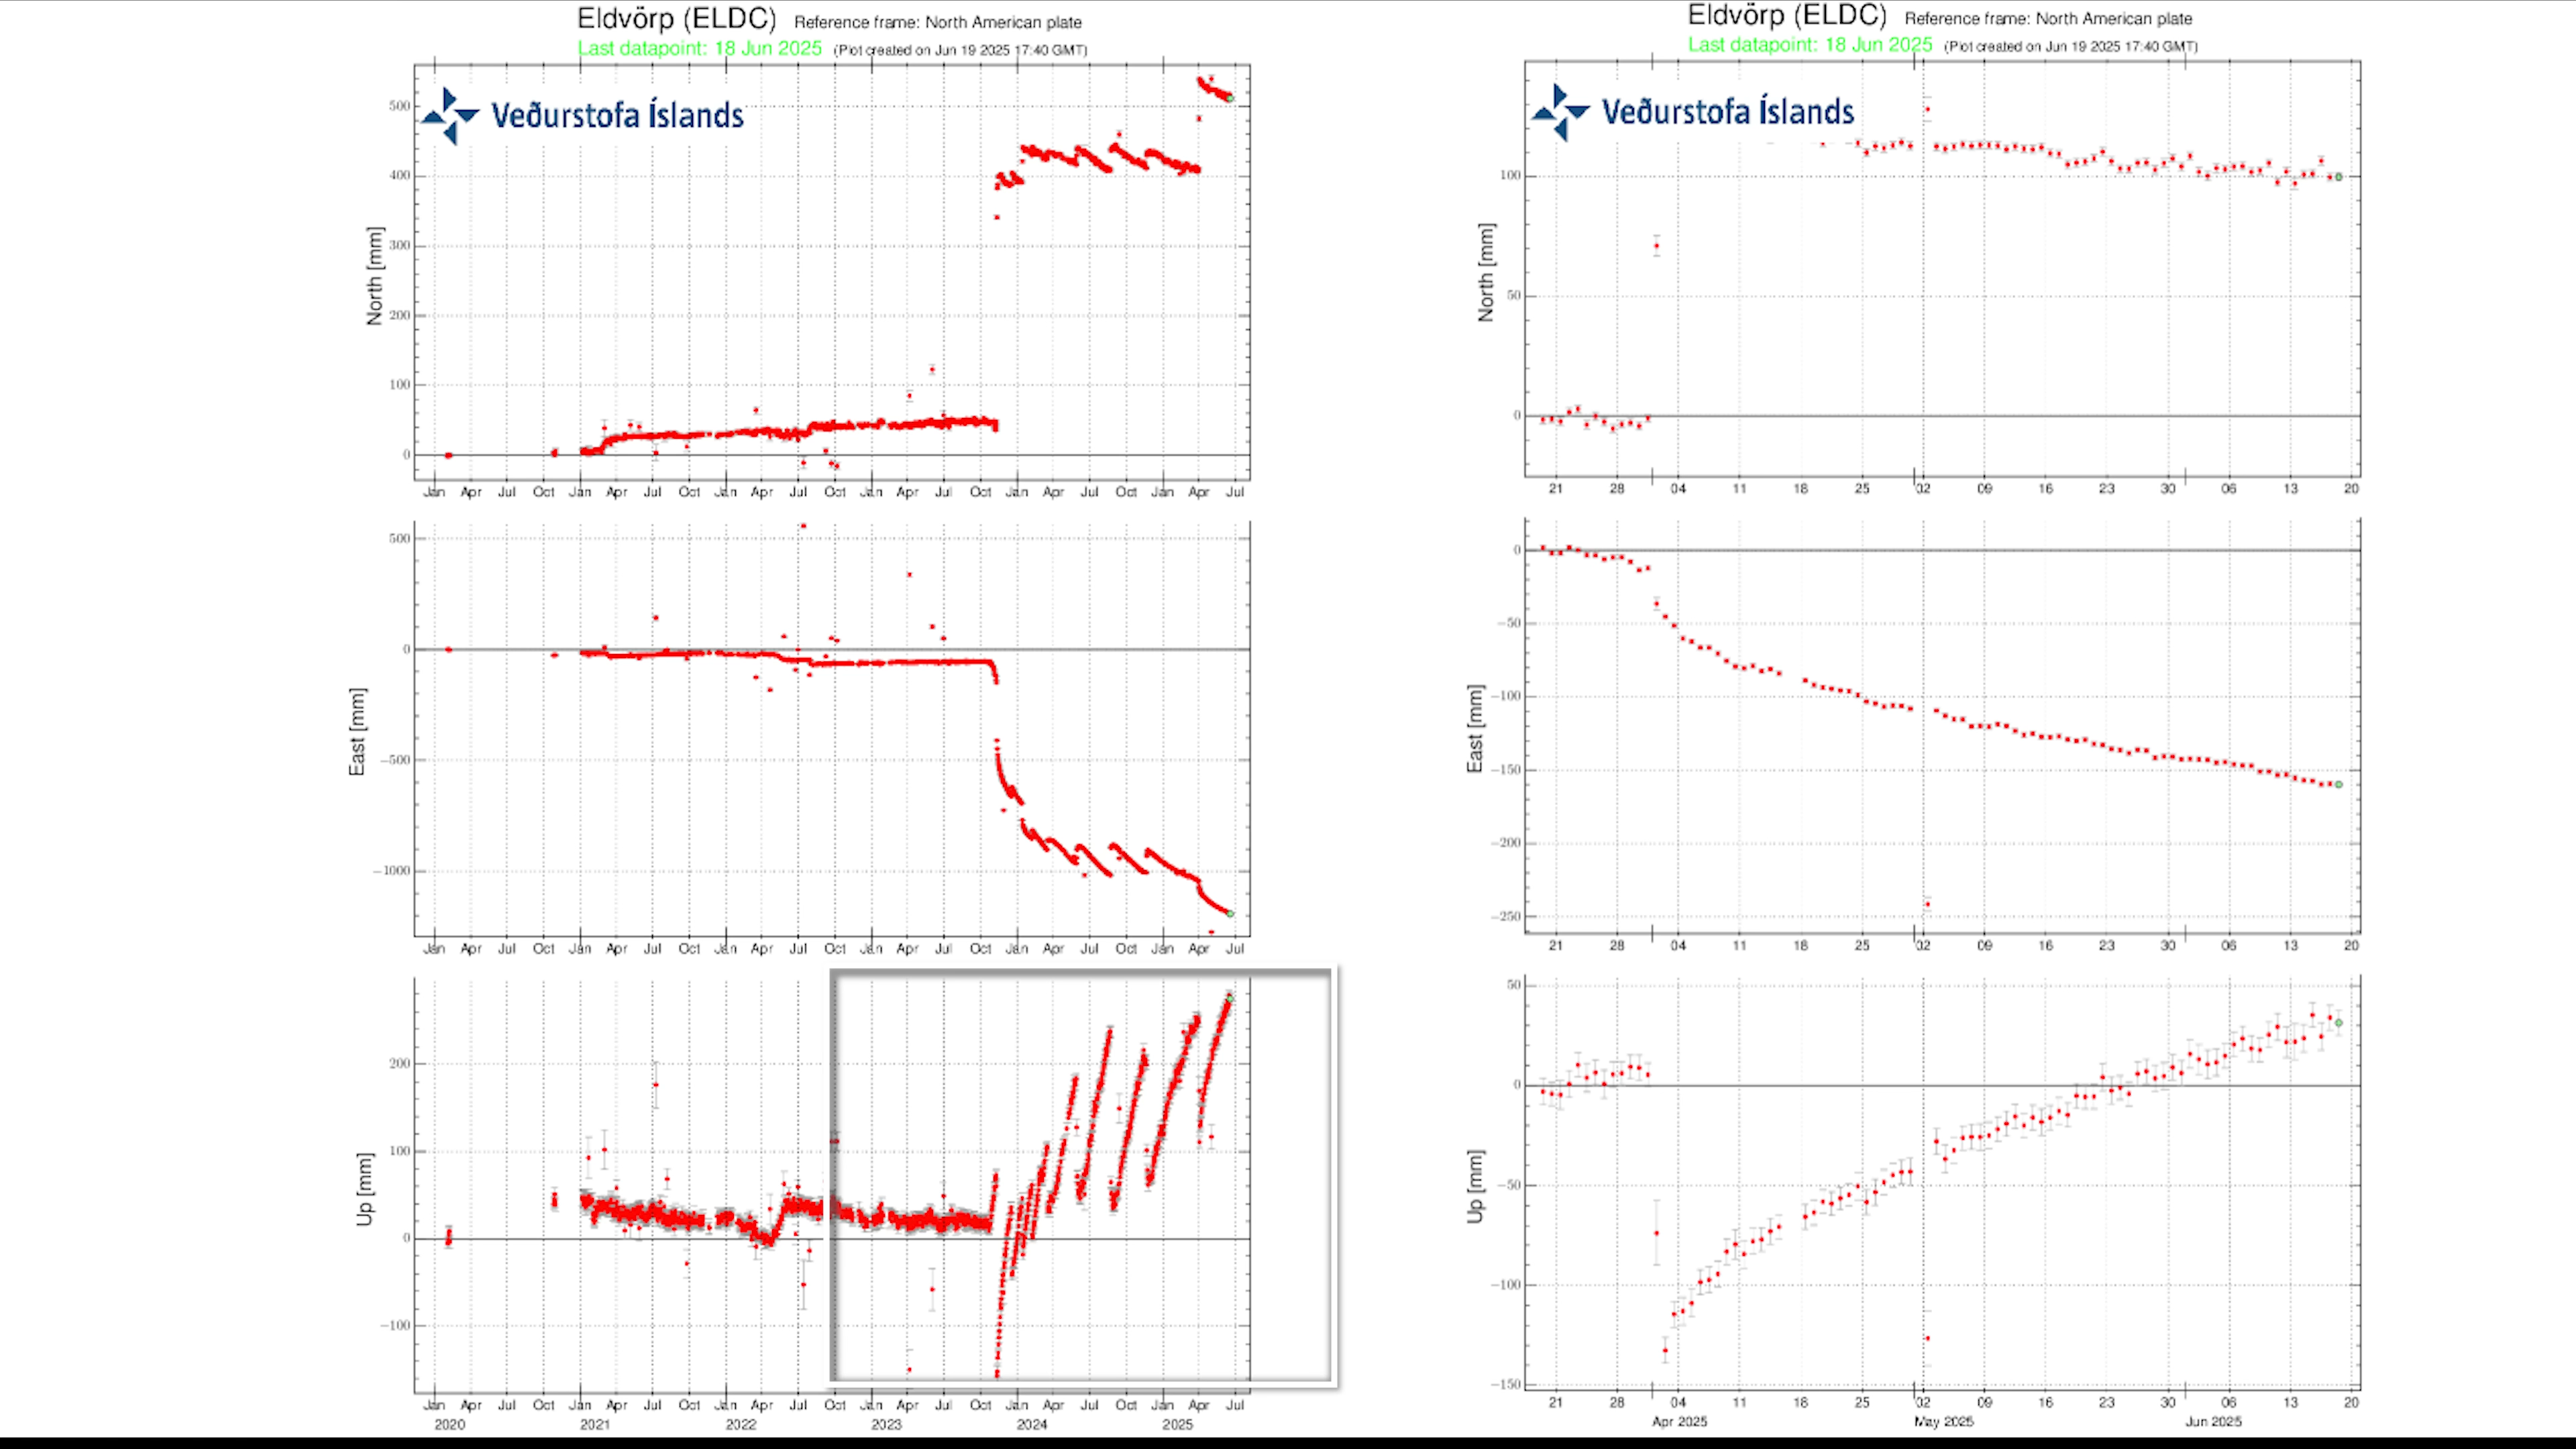 Eldvörp (ELDC) Reference frame: North American plate
Last datapoint: 18 Jun 2025 (Plot created on Jun 19 2025 17:40 GMT)
Veðurstofa Íslands
North [mm]
500
400
300
200
100
0
Jan Apr Jul Oct Jan Apr Jul Oct Jan Apr Jul Oct Jan Apr Jul Oct Jan Apr Jul Oct Jan Apr Jul
East [mm]
500
0
−500
−1000
Jan Apr Jul Oct Jan Apr Jul Oct Jan Apr Jul Oct Jan Apr Jul Oct Jan Apr Jul Oct Jan Apr Jul
Up [mm]
200
100
0
−100
Jan Apr Jul Oct Jan Apr Jul Oct Jan Apr Jul Oct Jan Apr Jul Oct Jan Apr Jul Oct Jan Apr Jul
2020 2021 2022 2023 2024 2025
Eldvörp (ELDC) Reference frame: North American plate
Last datapoint: 18 Jun 2025 (Plot created on Jun 19 2025 17:40 GMT)
Veðurstofa Íslands
North [mm]
100
50
0
21 28 04 11 18 25 02 09 16 23 30 06 13 20
East [mm]
0
−50
−100
−150
−200
−250
21 28 04 11 18 25 02 09 16 23 30 06 13 20
Up [mm]
50
0
−50
−100
−150
21 28 04 11 18 25 02 09 16 23 30 06 13 20
Apr 2025 May 2025 Jun 2025